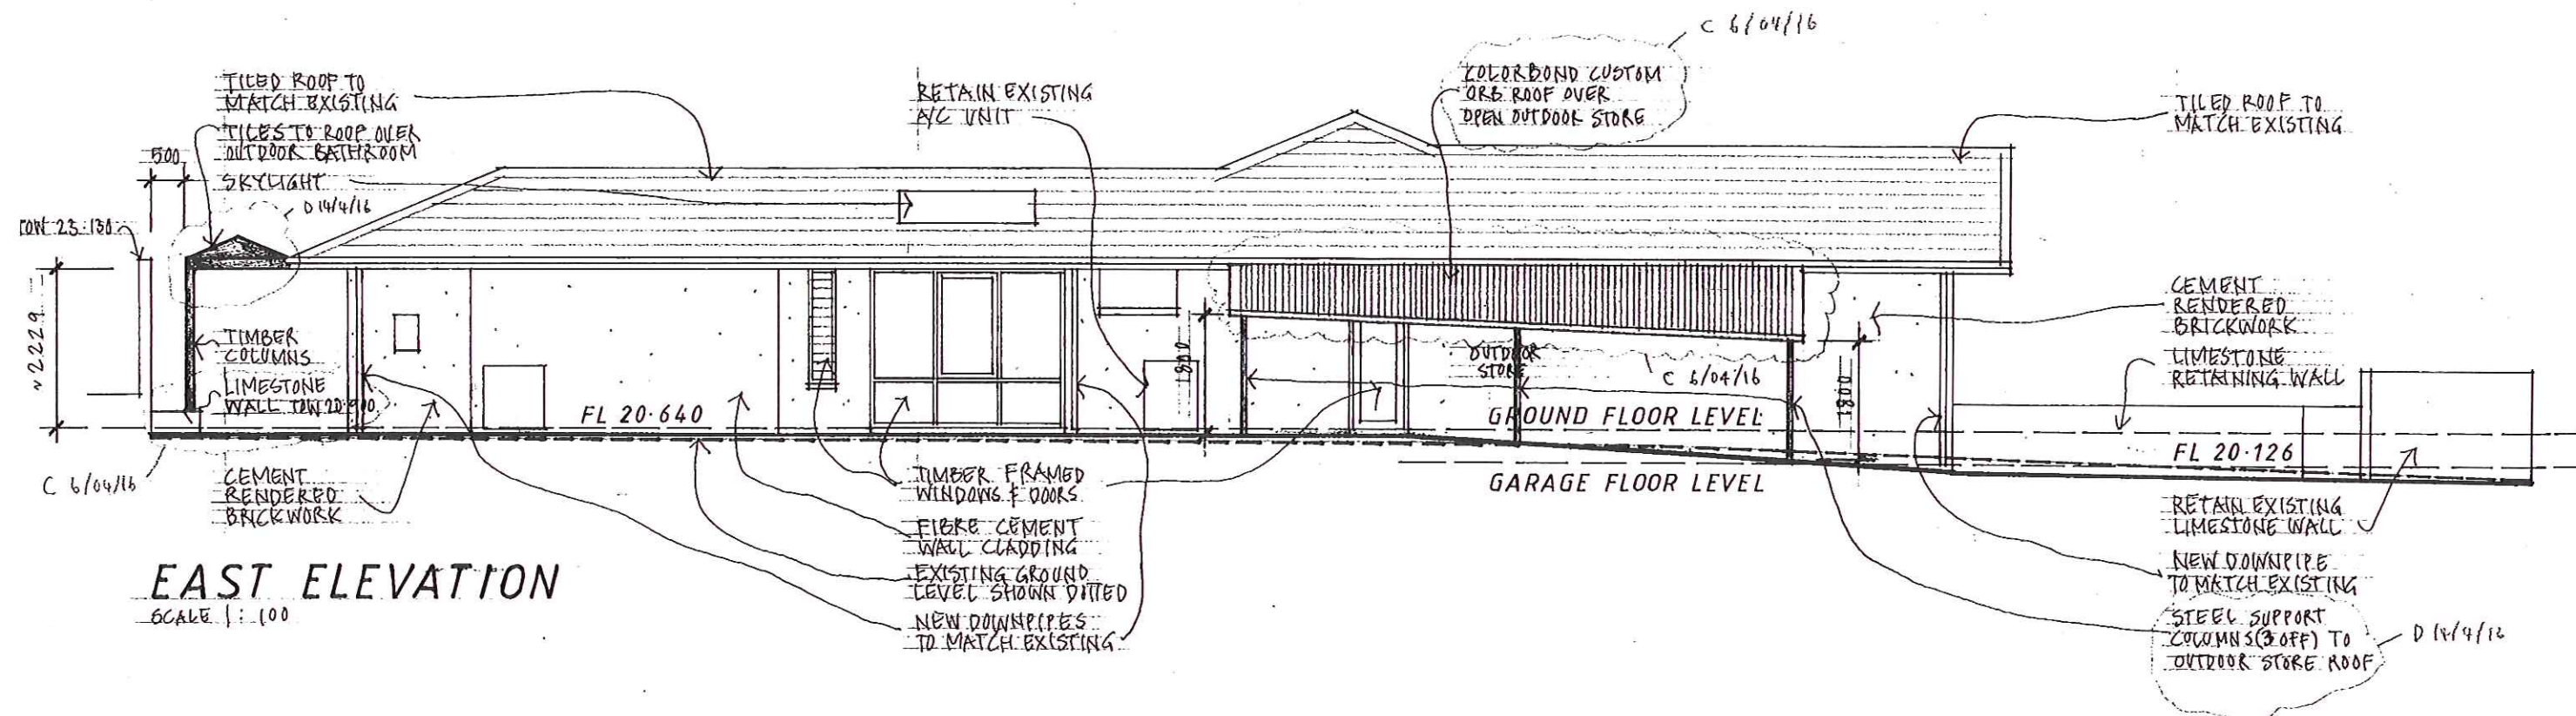 C 6/04/16
TILED ROOF TO
MATCH EXISTING
TILES TO ROOF OVER
OUTDOOR BATHROOM
500
SKYLIGHT
D 14/4/16
TOW 23·130
RETAIN EXISTING
A/C UNIT
COLORBOND CUSTOM
ORB ROOF OVER
OPEN OUTDOOR STORE
TILED ROOF TO
MATCH EXISTING
~2229
TIMBER
COLUMNS
LIMESTONE
WALL TOW 20·900
FL 20·640
1800
OUTDOOR
STORE
C 6/04/16
1800
GROUND FLOOR LEVEL
GARAGE FLOOR LEVEL
CEMENT
RENDERED
BRICKWORK
LIMESTONE
RETAINING WALL
FL 20·126
C 6/04/16
CEMENT
RENDERED
BRICKWORK
TIMBER FRAMED
WINDOWS & DOORS
FIBRE CEMENT
WALL CLADDING
EXISTING GROUND
LEVEL SHOWN DOTTED
NEW DOWNPIPES
TO MATCH EXISTING
RETAIN EXISTING
LIMESTONE WALL
NEW DOWNPIPE
TO MATCH EXISTING
STEEL SUPPORT
COLUMNS (3 OFF) TO
OUTDOOR STORE ROOF
D 14/4/16
EAST ELEVATION
SCALE 1:100